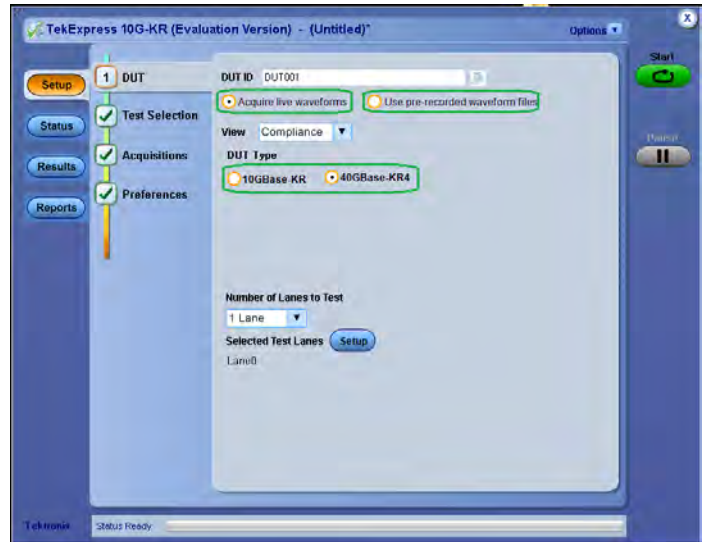 TekExpress 10G-KR (Evaluation Version) - (Untitled)*
Options
x
Start
Setup
Status
Results
Reports
1 DUT
Test Selection
Acquisitions
Preferences
DUT ID DUT001
Acquire live waveforms
Use pre-recorded waveform files
View Compliance
DUT Type
10GBase-KR
40GBase-KR4
Pause
Number of Lanes to Test
1 Lane
Selected Test Lanes Setup
Lane0
Tektronix
Status Ready